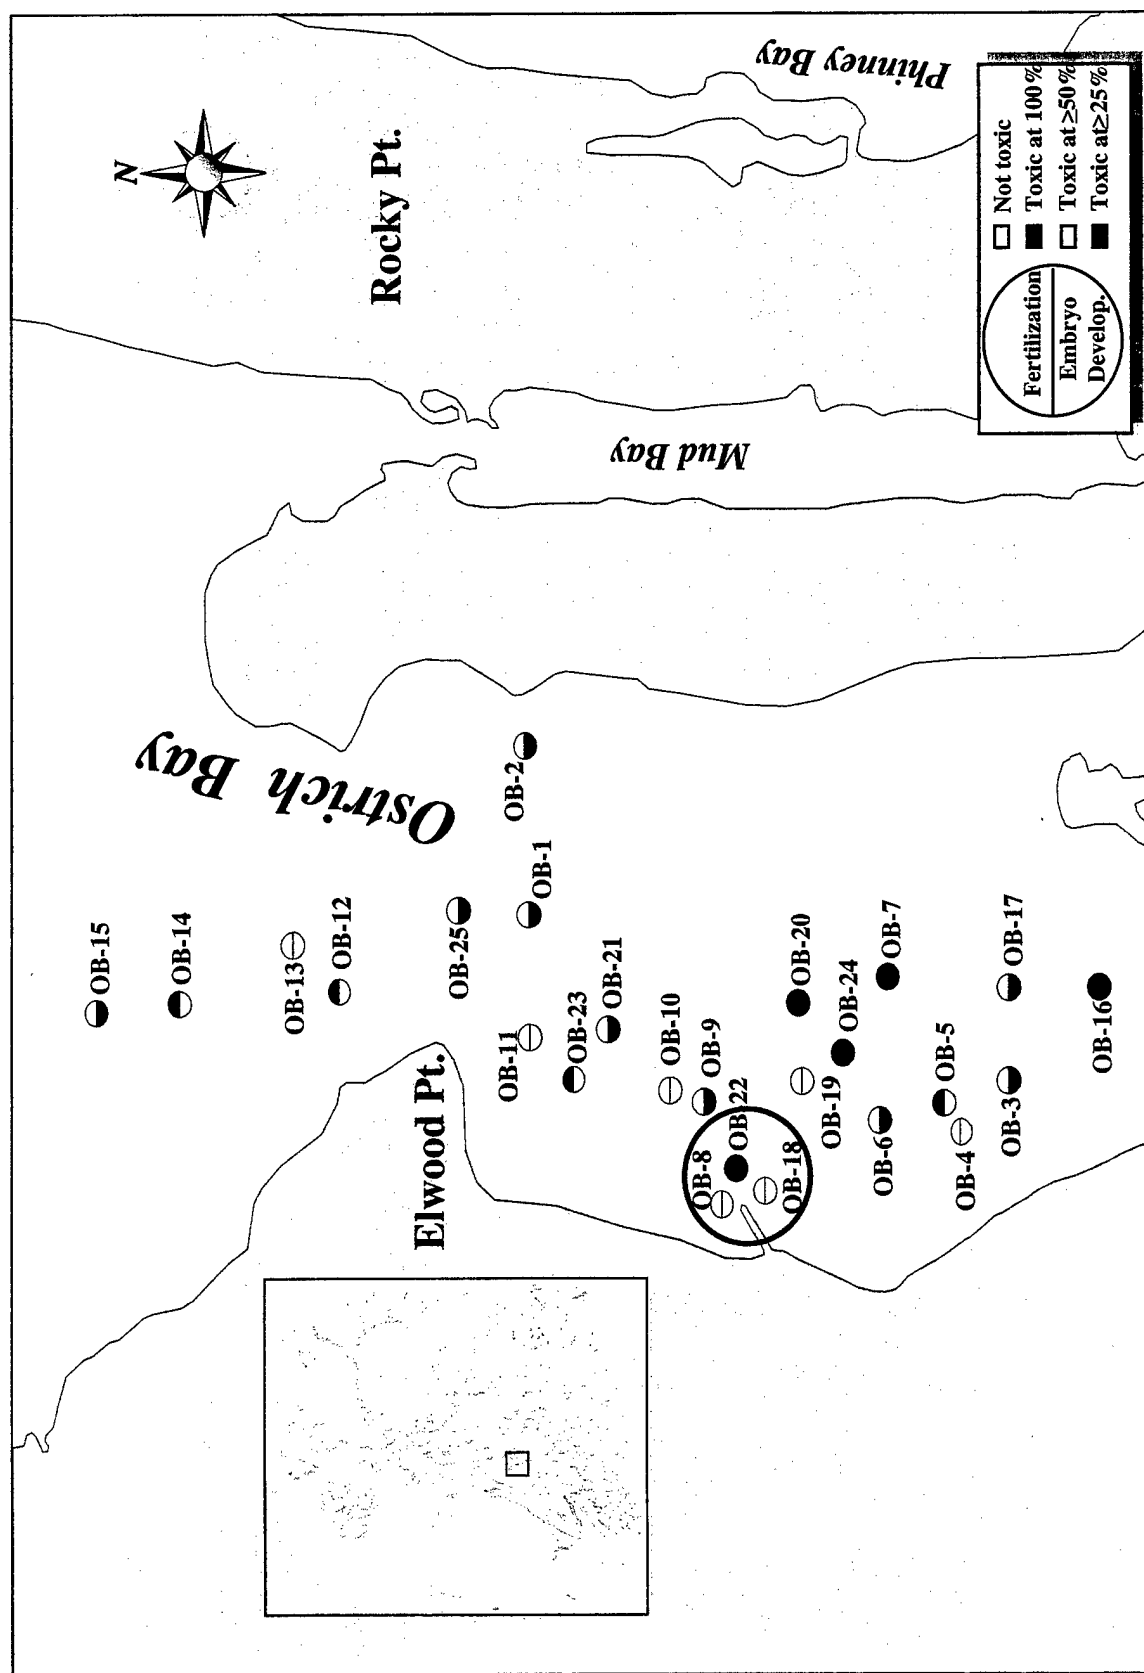 N
Phinney Bay
Rocky Pt.
Mud Bay
Ostrich Bay
Elwood Pt.
OB-15
OB-14
OB-13
OB-12
OB-25
OB-2
OB-1
OB-11
OB-23
OB-21
OB-10
OB-9
OB-22
OB-8
OB-18
OB-20
OB-19
OB-24
OB-7
OB-6
OB-5
OB-4
OB-3
OB-17
OB-16
Fertilization
Embryo
Develop.
Not toxic
Toxic at 100%
Toxic at ≥50%
Toxic at ≥25%